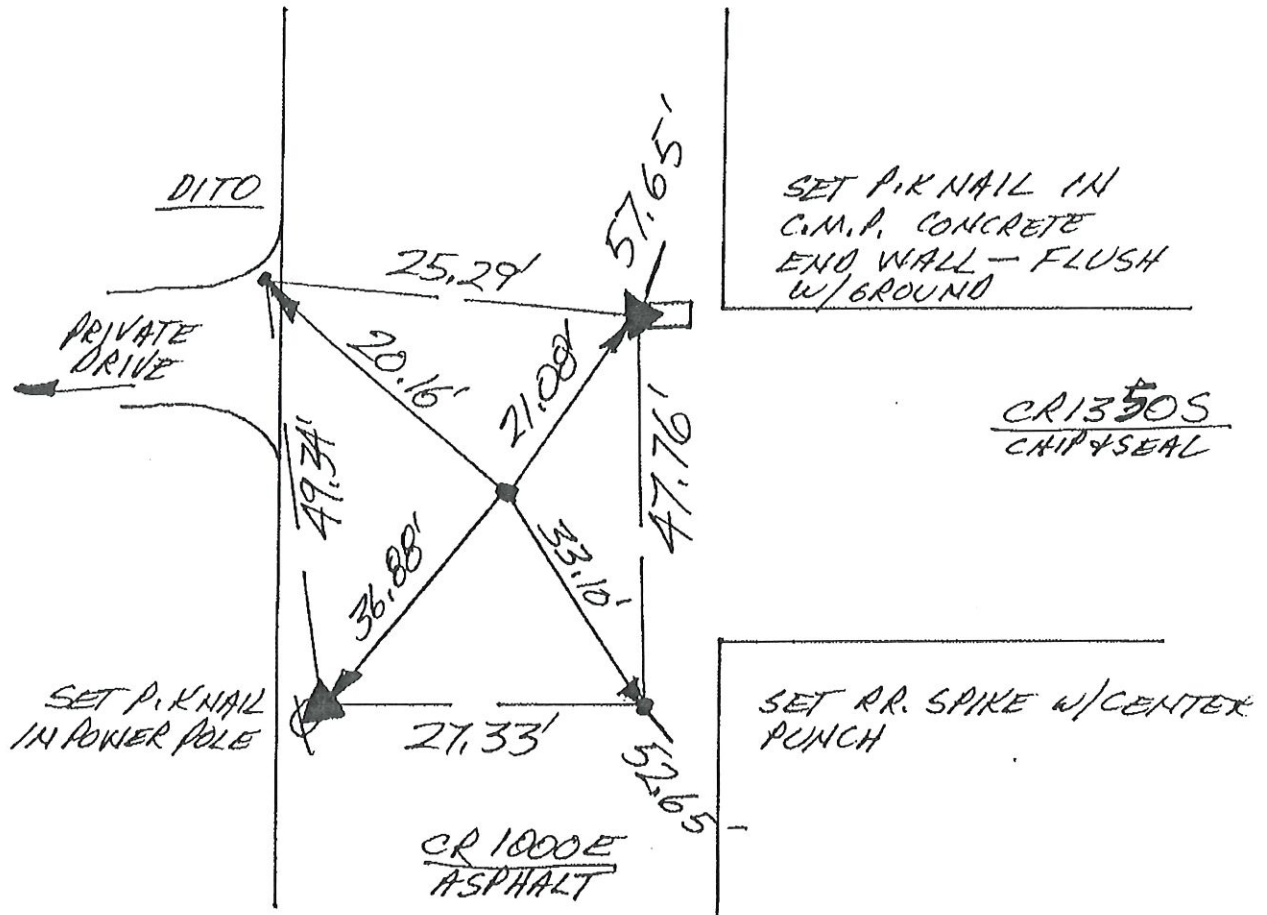 DITO
57.65'
SET P.K NAIL IN
C.M.P. CONCRETE
END WALL – FLUSH
W/GROUND
25.29'
PRIVATE
DRIVE
20.16'
21.08'
CR1350S
CHIP & SEAL
49.34'
47.76'
36.88'
33.10'
SET P.K NAIL
IN POWER POLE
27.33'
SET RR. SPIKE W/CENTER
PUNCH
52.65
CR 1000E
ASPHALT